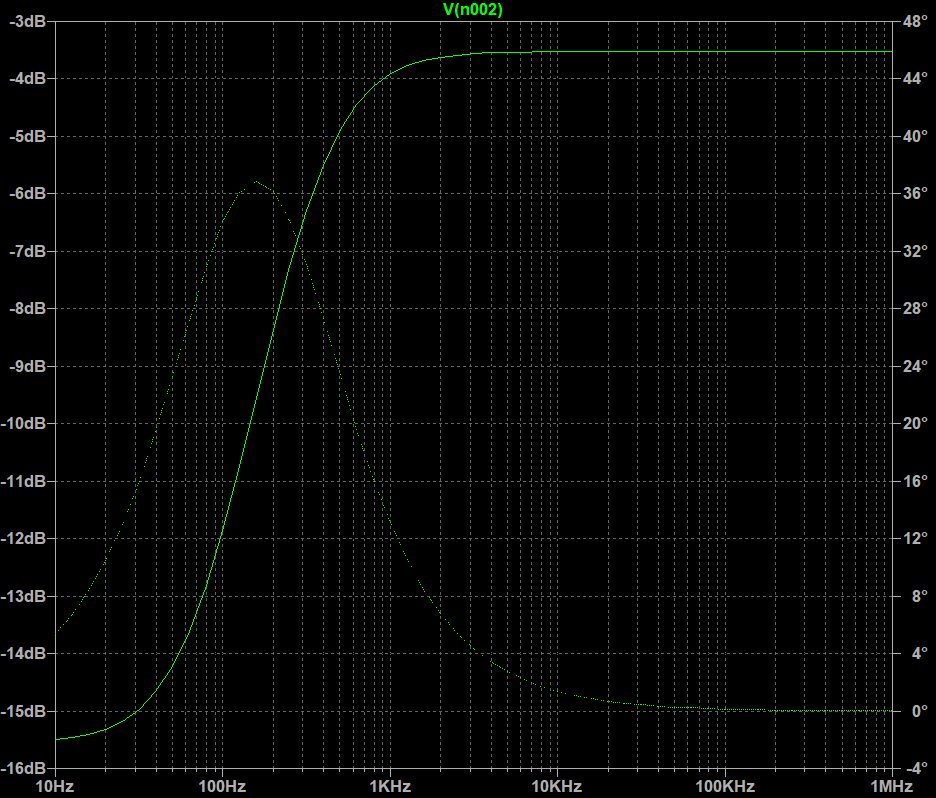 V(n002)
-3dB 48°
-4dB 44°
-5dB 40°
-6dB 36°
-7dB 32°
-8dB 28°
-9dB 24°
-10dB 20°
-11dB 16°
-12dB 12°
-13dB 8°
-14dB 4°
-15dB 0°
-16dB -4°
10Hz 100Hz 1KHz 10KHz 100KHz 1MHz